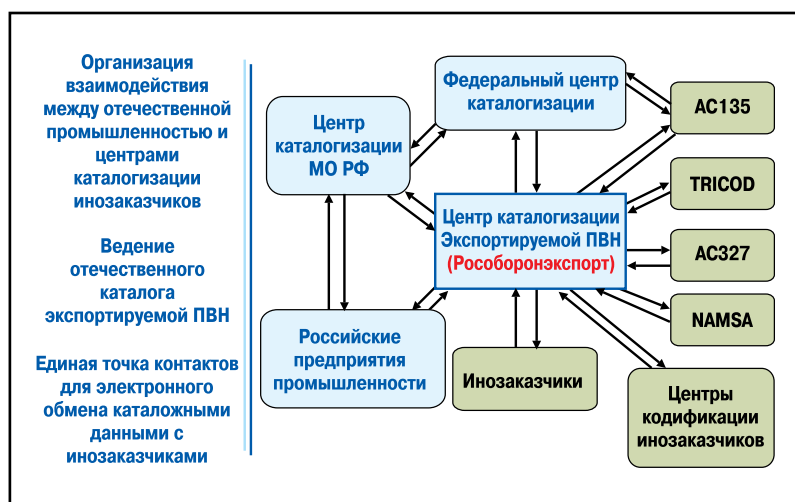 Организация
взаимодействия
между отечественной
промышленностью и
центрами
каталогизации
инозаказчиков
Ведение
отечественного
каталога
экспортируемой ПВН
Единая точка контактов
для электронного
обмена каталожными
данными с
инозаказчиками
Федеральный центр
каталогизации
Центр
каталогизации
МО РФ
Центр каталогизации
Экспортируемой ПВН
(Рособоронэкспорт)
Российские
предприятия
промышленности
Инозаказчики
AC135
TRICOD
AC327
NAMSA
Центры
кодификации
инозаказчиков